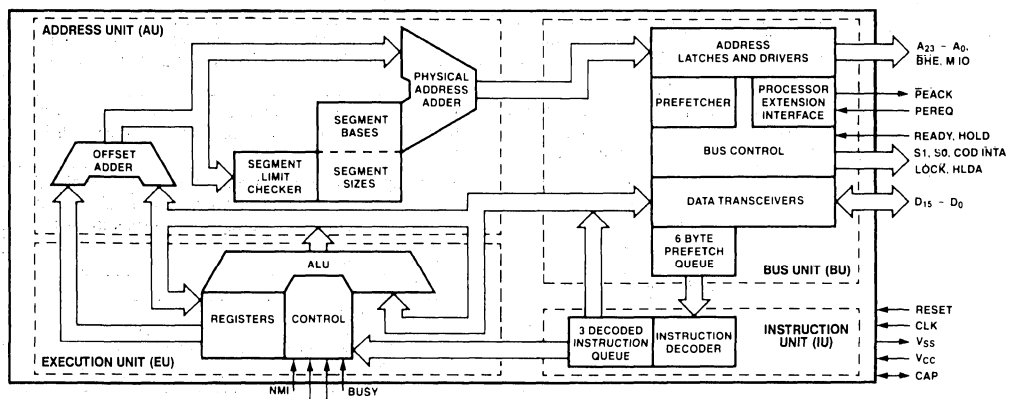 ADDRESS UNIT (AU)
OFFSET
ADDER
SEGMENT
LIMIT
CHECKER
SEGMENT
BASES
SEGMENT
SIZES
PHYSICAL
ADDRESS
ADDER
ADDRESS
LATCHES AND DRIVERS
PREFETCHER
PROCESSOR
EXTENSION
INTERFACE
BUS CONTROL
DATA TRANSCEIVERS
6 BYTE
PREFETCH
QUEUE
BUS UNIT (BU)
A23 - A0,
BHE, M IO
PEACK
PEREQ
READY, HOLD
S1, S0, COD INTA
LOCK, HLDA
D15 - D0
ALU
REGISTERS
CONTROL
EXECUTION UNIT (EU)
NMI
BUSY
3 DECODED
INSTRUCTION
QUEUE
INSTRUCTION
DECODER
INSTRUCTION
UNIT (IU)
RESET
CLK
VSS
VCC
CAP